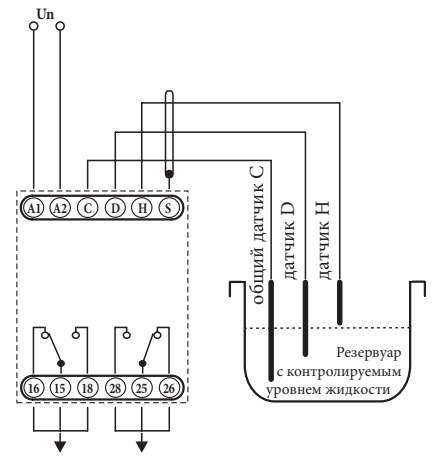 Un
A1 A2 C D H S
общий датчик C
датчик D
датчик H
Резервуар
с контролируемым
уровнем жидкости
16 15 18 28 25 26